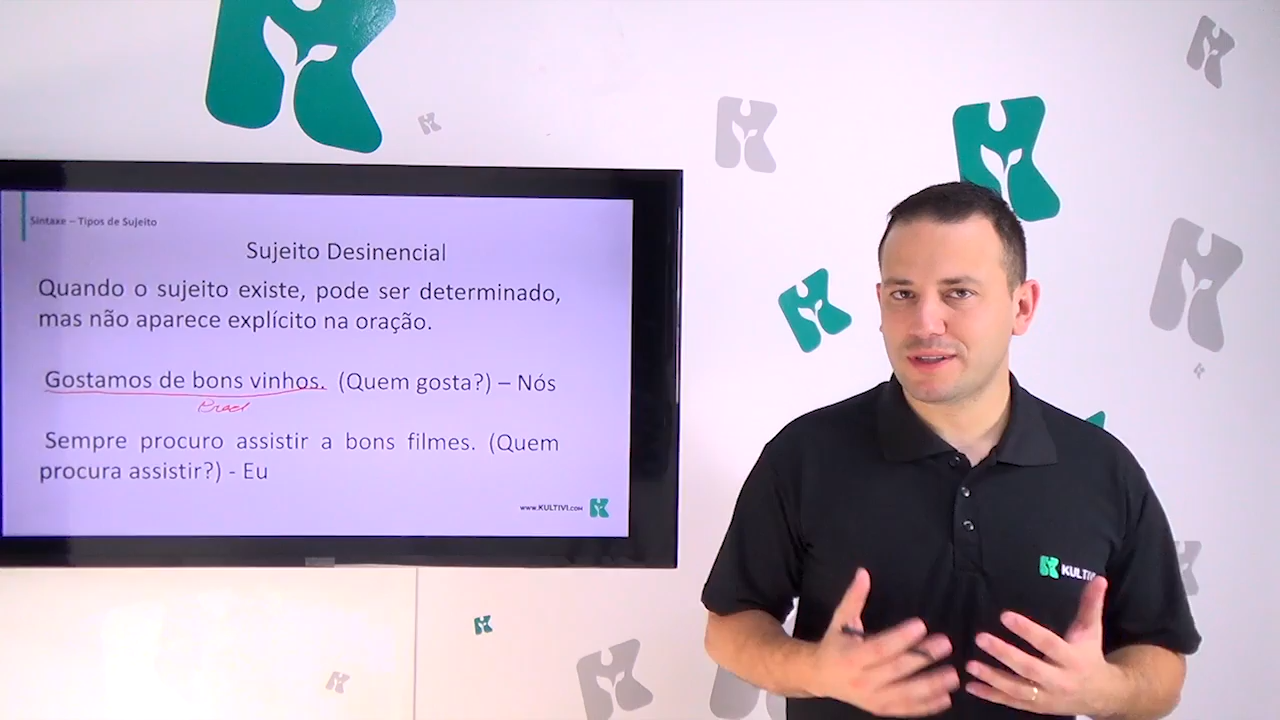 Sintaxe – Tipos de Sujeito
Sujeito Desinencial
Quando o sujeito existe, pode ser determinado,
mas não aparece explícito na oração.
Gostamos de bons vinhos. (Quem gosta?) – Nós
Sempre procuro assistir a bons filmes. (Quem
procura assistir?) - Eu
www.KULTIVI.com